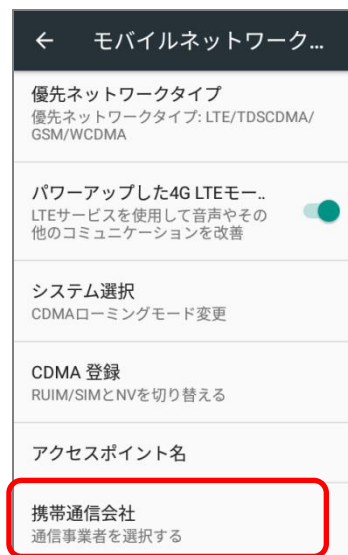 モバイルネットワーク...
優先ネットワークタイプ
優先ネットワークタイプ: LTE/TDSCDMA/
GSM/WCDMA
パワーアップした4G LTEモー..
LTEサービスを使用して音声やその
他のコミュニケーションを改善
システム選択
CDMAローミングモード変更
CDMA 登録
RUIM/SIMとNVを切り替える
アクセスポイント名
携帯通信会社
通信事業者を選択する